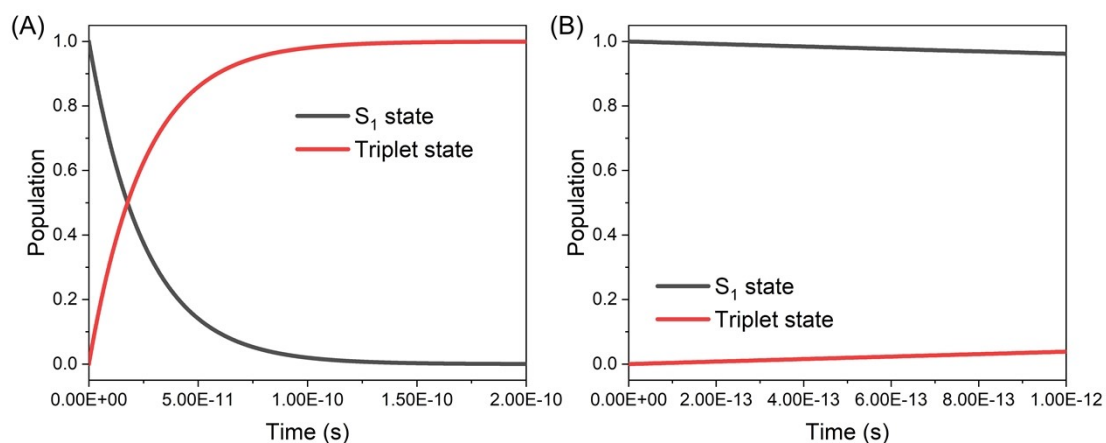 (A)
1.0
0.8
0.6
0.4
0.2
0.0
Population
S₁ state
Triplet state
0.00E+00 5.00E-11 1.00E-10 1.50E-10 2.00E-10
Time (s)
(B)
1.0
0.8
0.6
0.4
0.2
0.0
Population
S₁ state
Triplet state
0.00E+00 2.00E-13 4.00E-13 6.00E-13 8.00E-13 1.00E-12
Time (s)